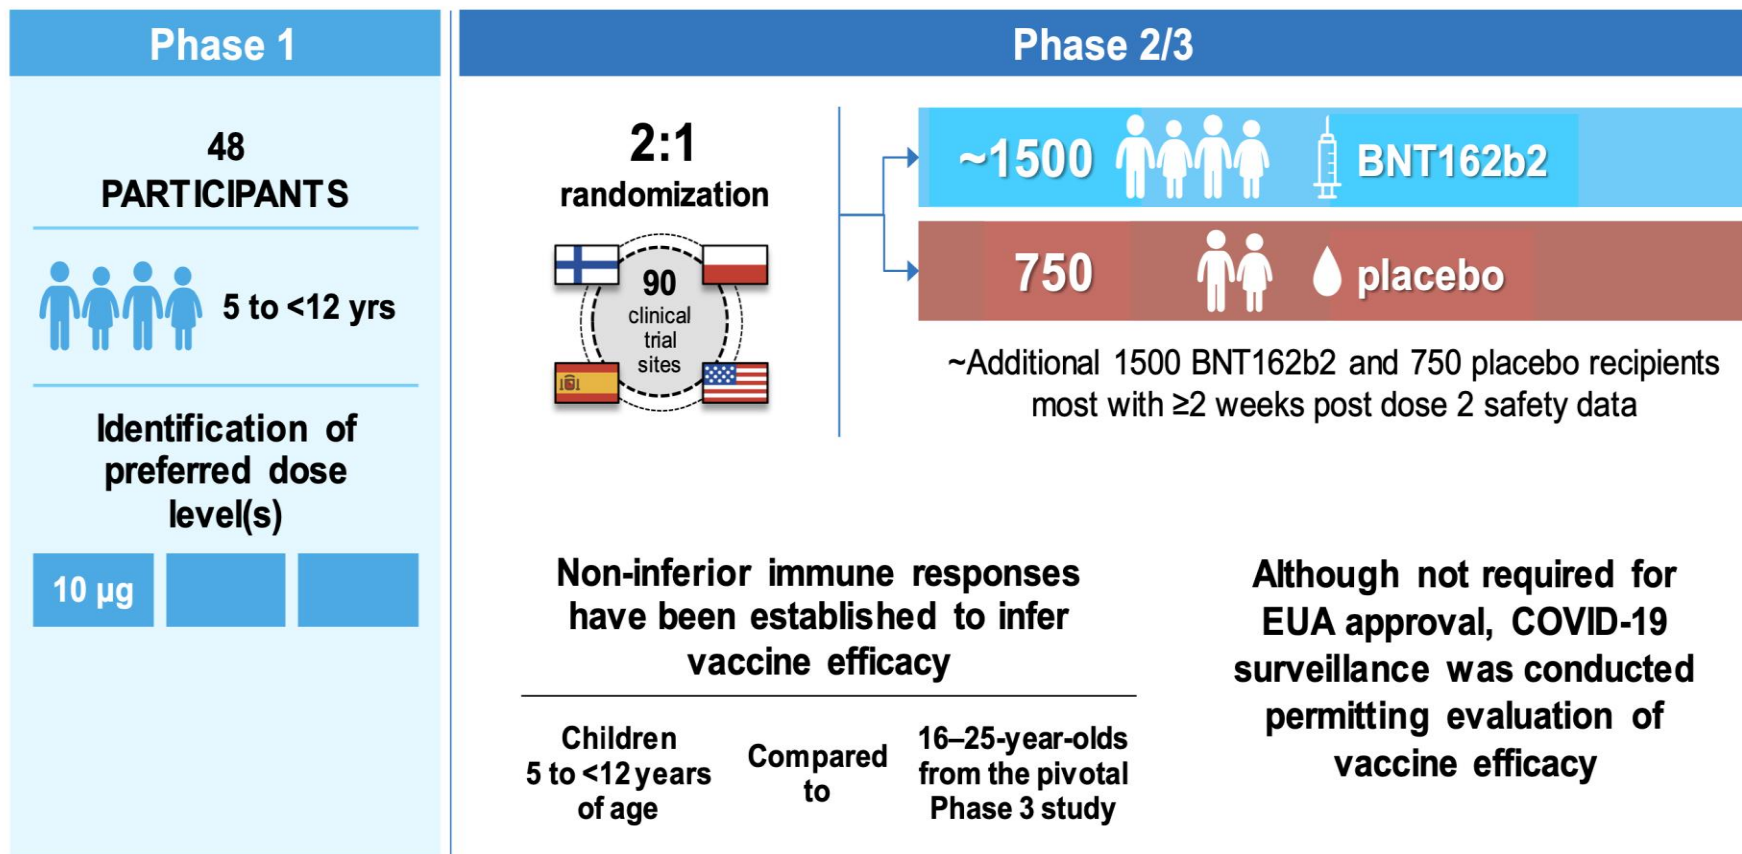 Phase 1
48
PARTICIPANTS
5 to <12 yrs
Identification of
preferred dose
level(s)
10 µg
Phase 2/3
2:1
randomization
90
clinical
trial
sites
~1500
BNT162b2
750
placebo
~Additional 1500 BNT162b2 and 750 placebo recipients
most with ≥2 weeks post dose 2 safety data
Non-inferior immune responses
have been established to infer
vaccine efficacy
Children
5 to <12 years
of age
Compared
to
16–25-year-olds
from the pivotal
Phase 3 study
Although not required for
EUA approval, COVID-19
surveillance was conducted
permitting evaluation of
vaccine efficacy